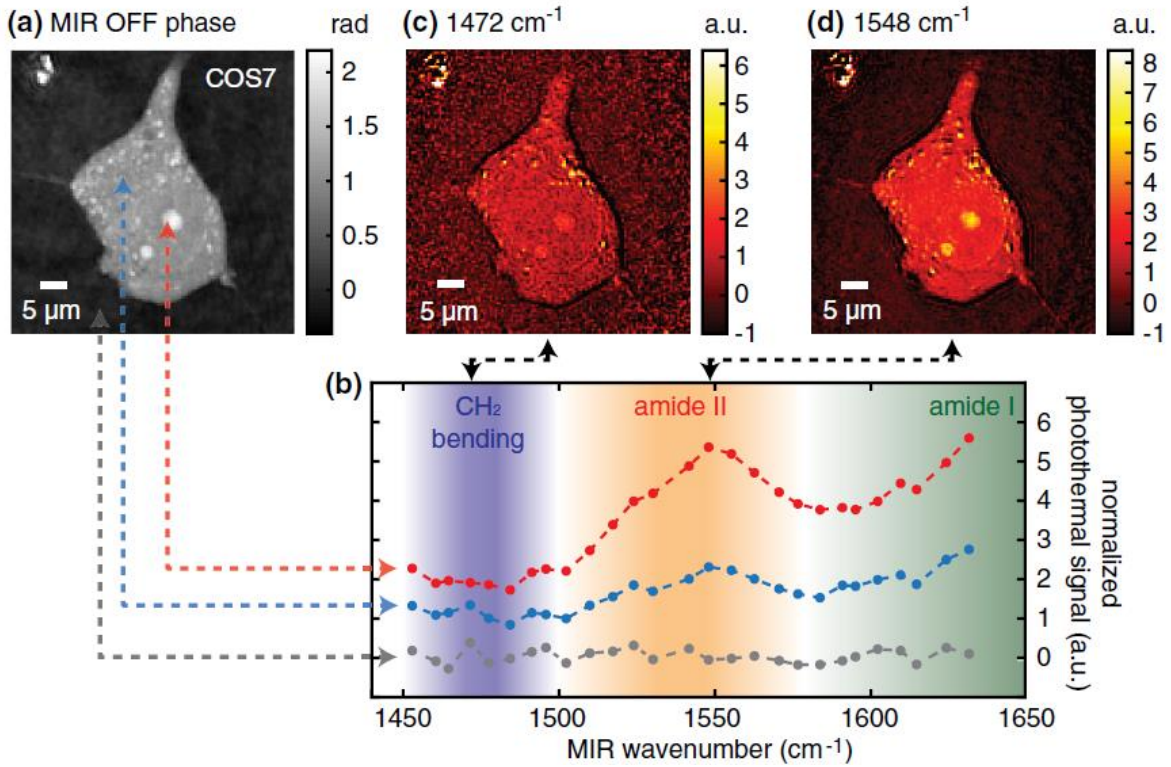 (a) MIR OFF phase
rad
COS7
2
1.5
1
0.5
0
5 μm
(c) 1472 cm⁻¹
a.u.
6
5
4
3
2
1
0
-1
5 μm
(d) 1548 cm⁻¹
a.u.
8
7
6
5
4
3
2
1
0
-1
5 μm
(b)
CH₂
bending
amide II
amide I
6
5
4
3
2
1
0
normalized
photothermal signal (a.u.)
1450
1500
1550
1600
1650
MIR wavenumber (cm⁻¹)